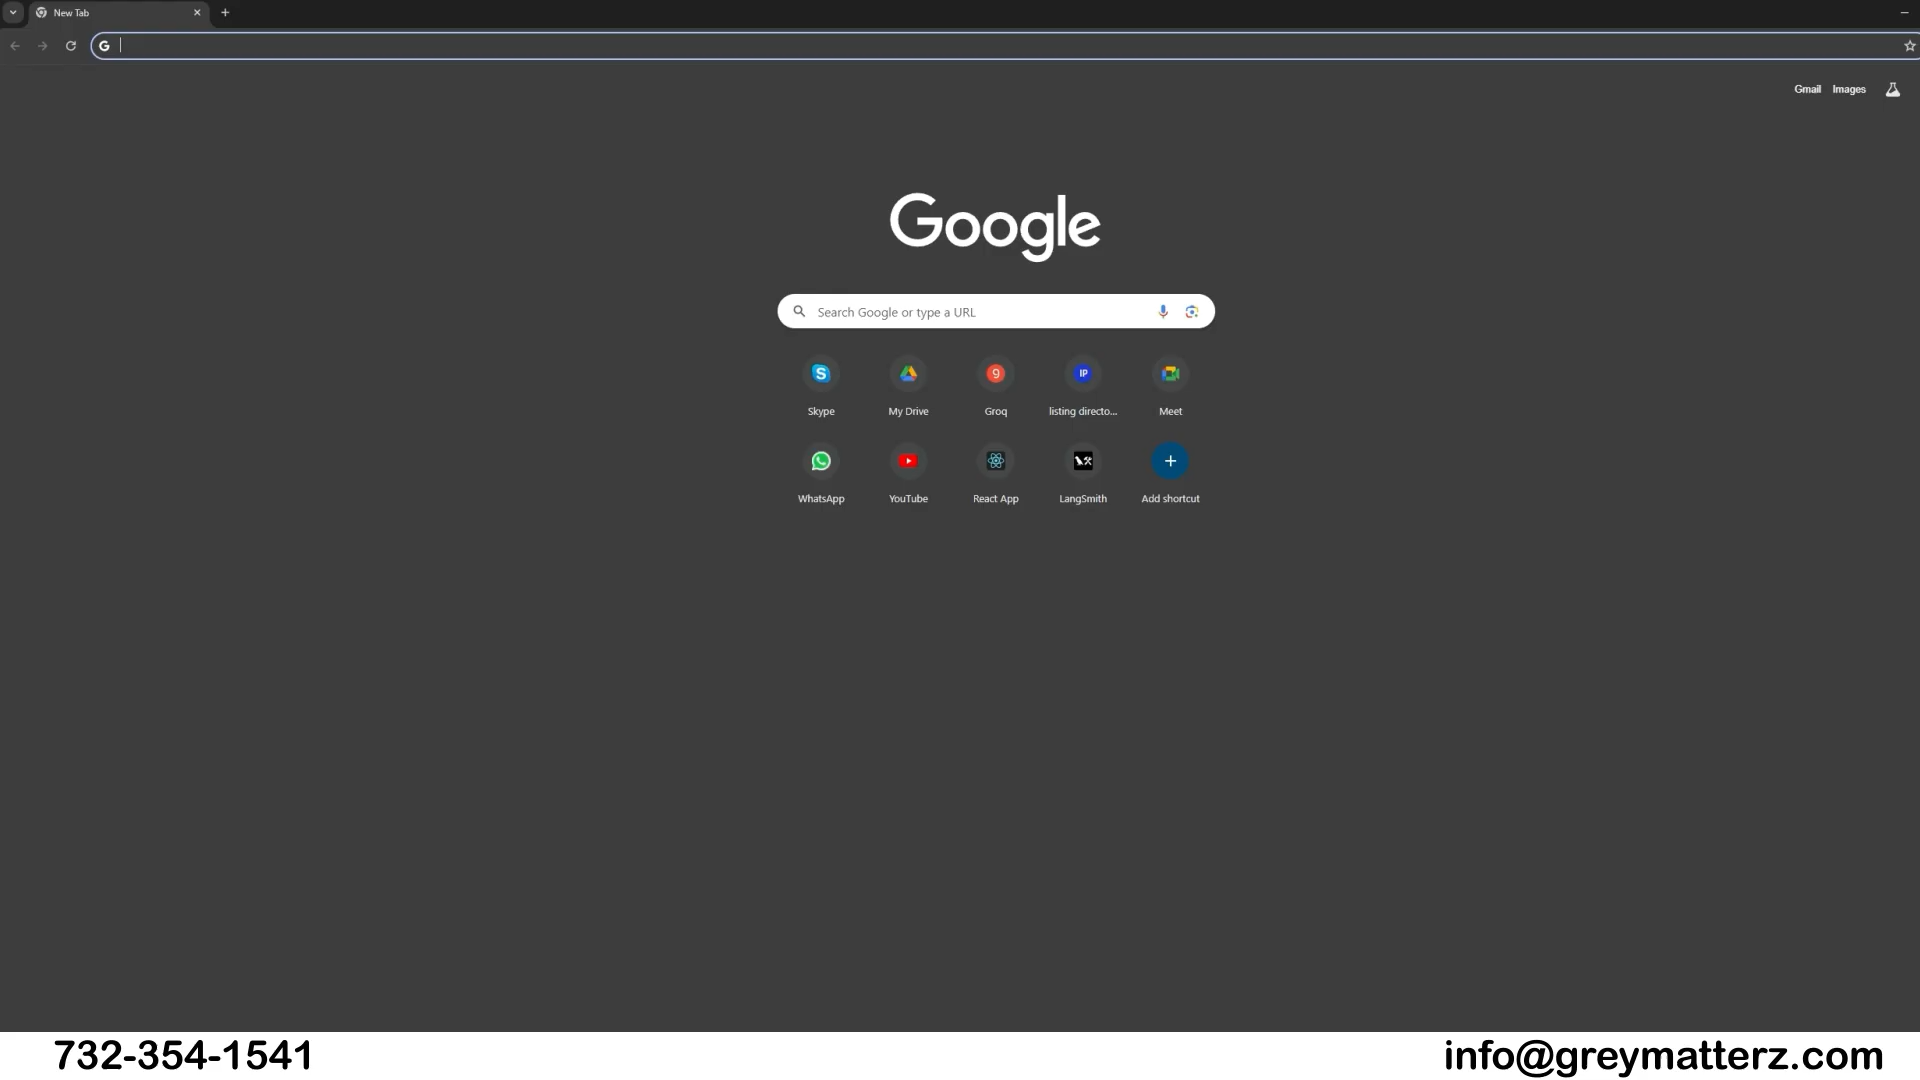 New Tab
Gmail Images
Google
Search Google or type a URL
Skype My Drive Groq listing directo... Meet
WhatsApp YouTube React App LangSmith Add shortcut
732-354-1541 info@greymatterz.com